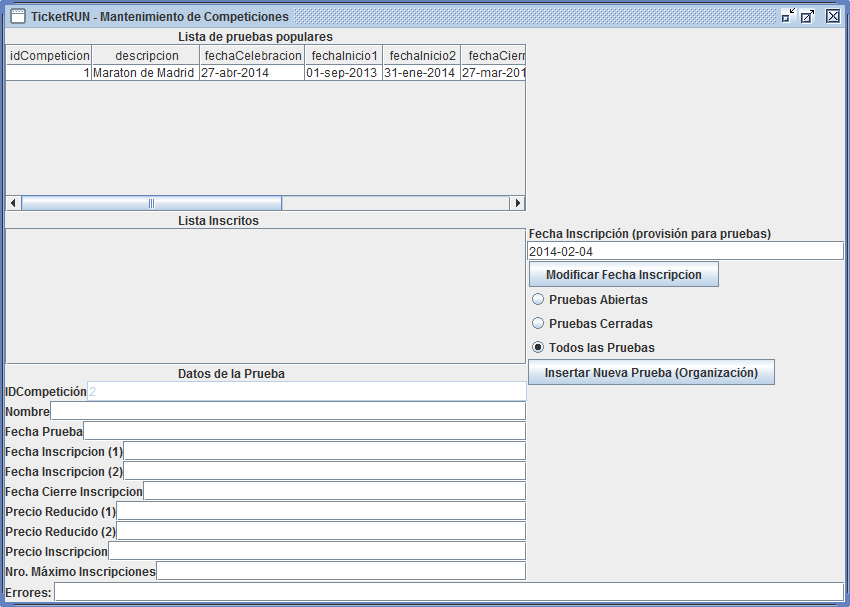 TicketRUN - Mantenimiento de Competiciones
Lista de pruebas populares
idCompeticion descripcion fechaCelebracion fechaInicio1 fechaInicio2 fechaCierr
1 Maraton de Madrid 27-abr-2014 01-sep-2013 31-ene-2014 27-mar-201
Lista Inscritos
Fecha Inscripción (provisión para pruebas)
2014-02-04
Modificar Fecha Inscripcion
Pruebas Abiertas
Pruebas Cerradas
Todos las Pruebas
Insertar Nueva Prueba (Organización)
Datos de la Prueba
IDCompetición 2
Nombre
Fecha Prueba
Fecha Inscripcion (1)
Fecha Inscripcion (2)
Fecha Cierre Inscripcion
Precio Reducido (1)
Precio Reducido (2)
Precio Inscripcion
Nro. Máximo Inscripciones
Errores: